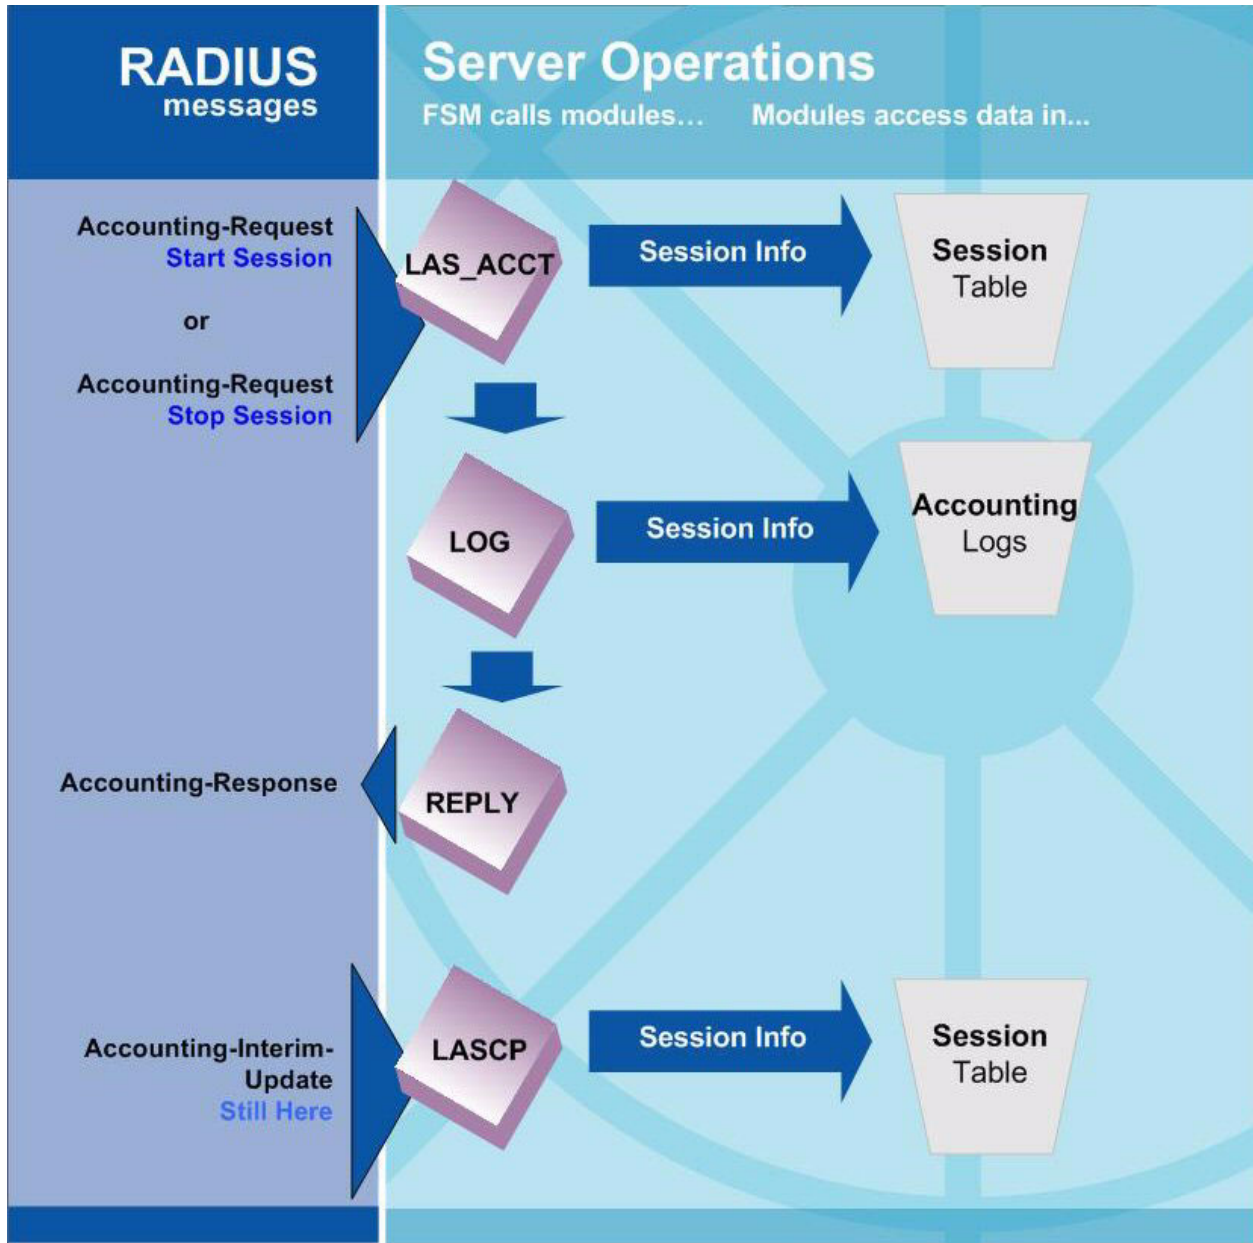 RADIUS
messages
Server Operations
FSM calls modules… Modules access data in...
Accounting-Request
Start Session
or
Accounting-Request
Stop Session
LAS_ACCT
Session Info
Session
Table
LOG
Session Info
Accounting
Logs
Accounting-Response
REPLY
Accounting-Interim-
Update
Still Here
LASCP
Session Info
Session
Table